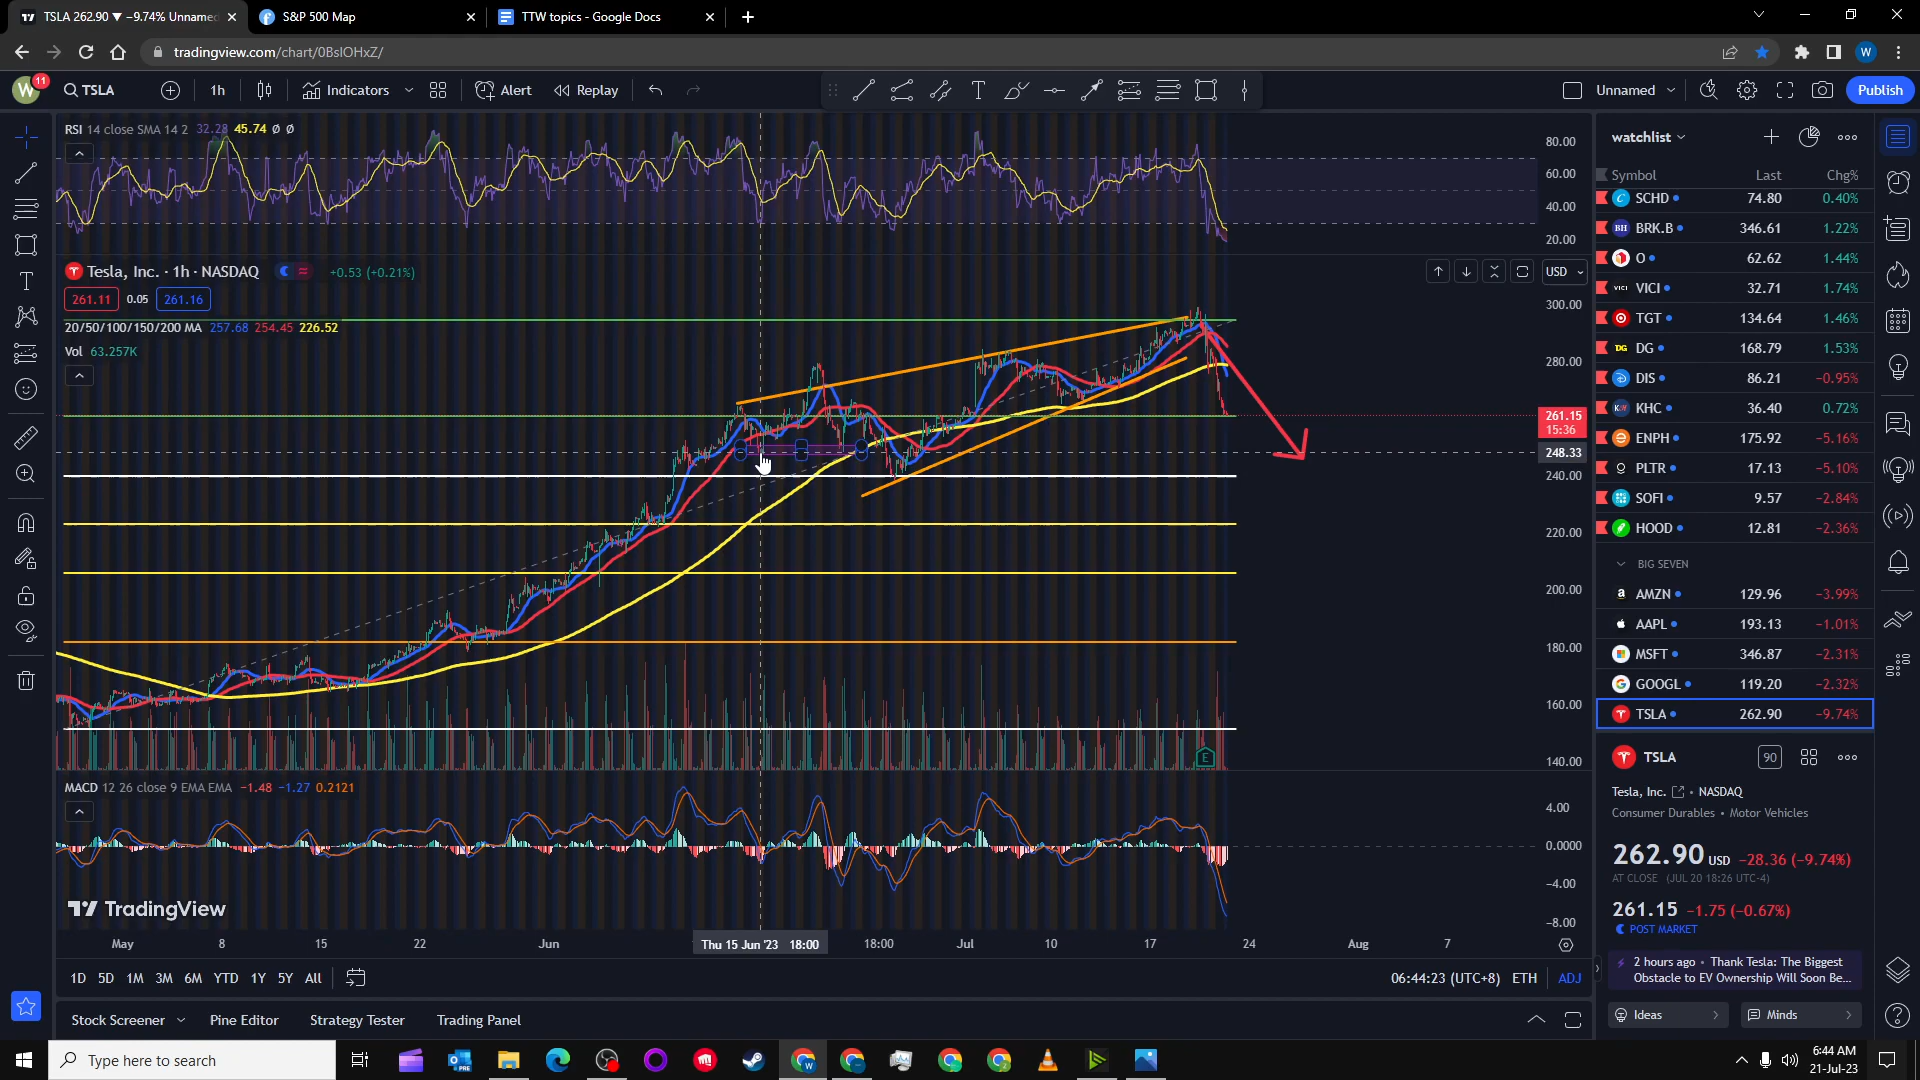 TSLA 262.90 ▼ −9.74% Unname
S&P 500 Map
TTW topics - Google Docs
tradingview.com/chart/0BslOHxZ/
W
W
11
TSLA
1h
Indicators
Alert
Replay
T
Unnamed
Publish
RSI 14 close SMA 14 2 32.28 45.74 Ø Ø
80.00
60.00
40.00
20.00
Tesla, Inc. · 1h · NASDAQ
+0.53 (+0.21%)
USD
261.11 0.05 261.16
20/50/100/150/200 MA 257.68 254.45 226.52
Vol 63.257K
300.00
280.00
261.15
15:36
248.33
240.00
220.00
200.00
180.00
160.00
140.00
E
MACD 12 26 close 9 EMA EMA −1.48 −1.27 0.2121
4.00
0.0000
−4.00
−8.00
TradingView
May 8 15 22 Jun Thu 15 Jun '23 18:00 18:00 Jul 10 17 24 Aug 7
1D 5D 1M 3M 6M YTD 1Y 5Y All
06:44:23 (UTC+8) ETH ADJ
Stock Screener Pine Editor Strategy Tester Trading Panel
watchlist
Symbol Last Chg%
SCHD 74.80 0.40%
BRK.B 346.61 1.22%
O 62.62 1.44%
VICI 32.71 1.74%
TGT 134.64 1.46%
DG 168.79 1.53%
DIS 86.21 −0.95%
KHC 36.40 0.72%
ENPH 175.92 −5.16%
PLTR 17.13 −5.10%
SOFI 9.57 −2.84%
HOOD 12.81 −2.36%
BIG SEVEN
AMZN 129.96 −3.99%
AAPL 193.13 −1.01%
MSFT 346.87 −2.31%
GOOGL 119.20 −2.32%
TSLA 262.90 −9.74%
TSLA
90
Tesla, Inc. • NASDAQ
Consumer Durables • Motor Vehicles
262.90 USD −28.36 (−9.74%)
AT CLOSE (JUL 20 18:26 UTC-4)
261.15 −1.75 (−0.67%)
POST MARKET
2 hours ago • Thank Tesla: The Biggest
Obstacle to EV Ownership Will Soon Be...
Ideas Minds
Type here to search
6:44 AM
21-Jul-23